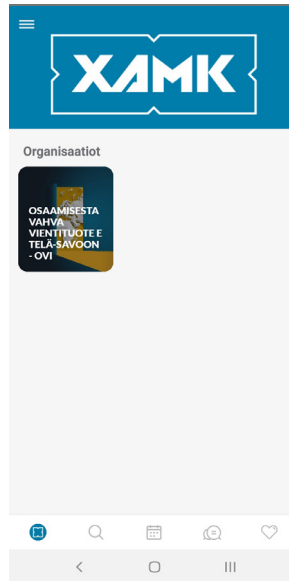 XAMK
Organisaatiot
OSAAMISESTA
VAHVA
VIENTITUOTE E
TELÄ-SAVOON
- OVI